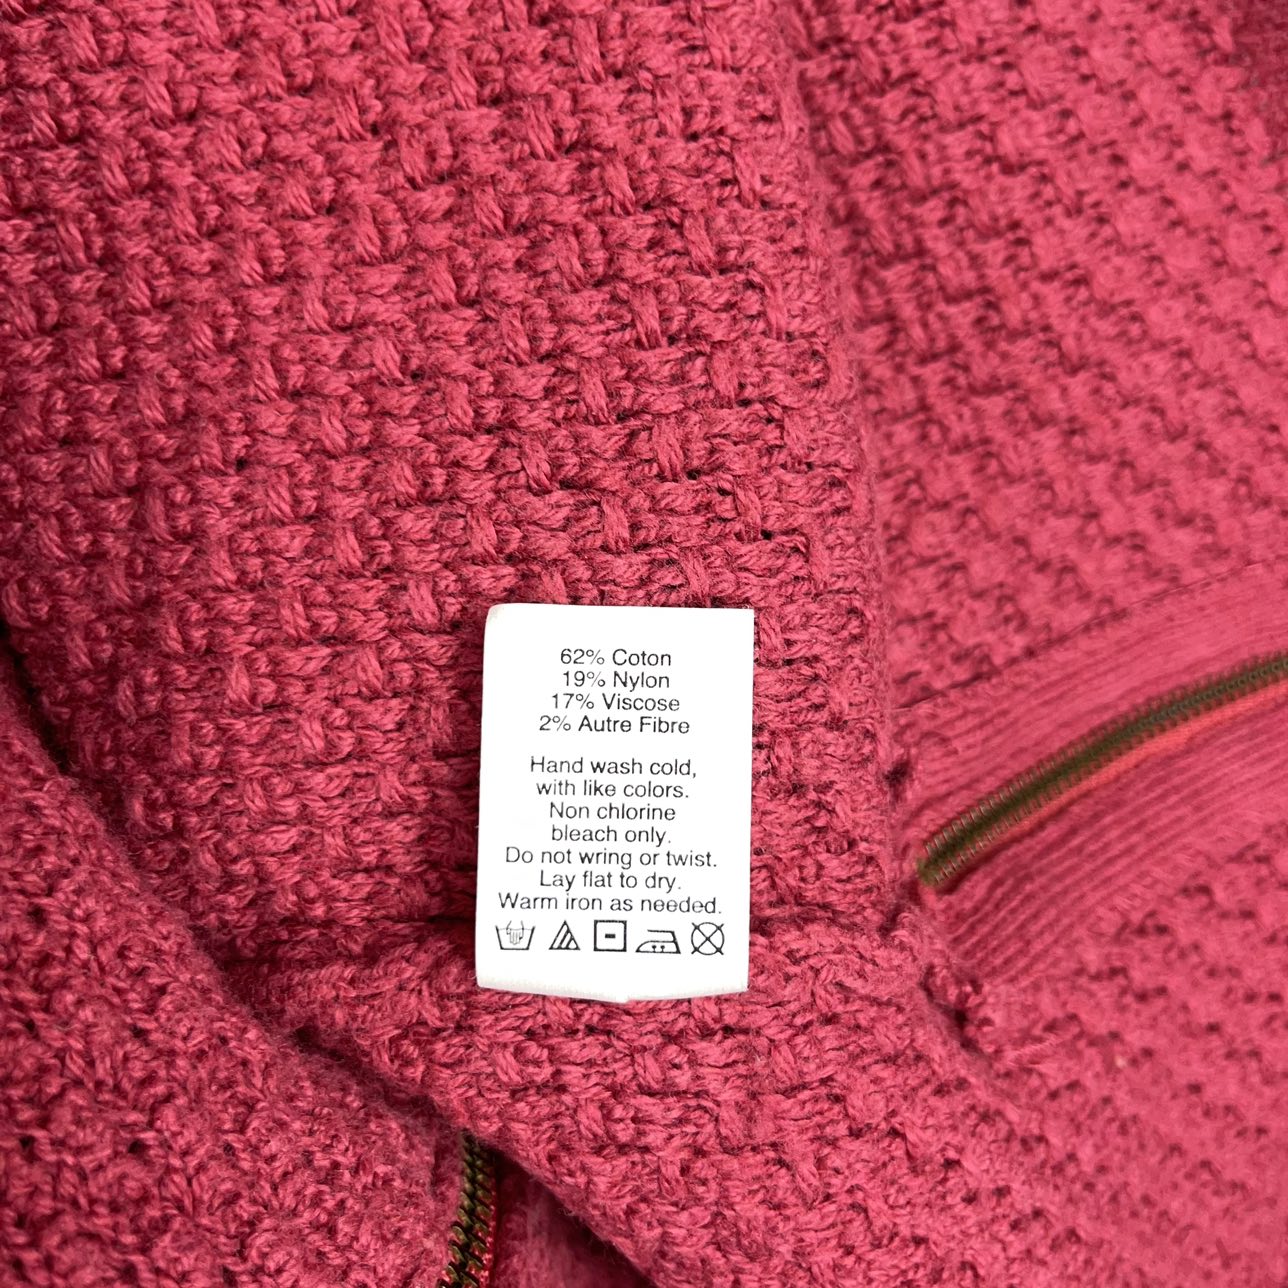 62% Coton
19% Nylon
17% Viscose
2% Autre Fibre
Hand wash cold,
with like colors.
Non chlorine
bleach only.
Do not wring or twist.
Lay flat to dry.
Warm iron as needed.